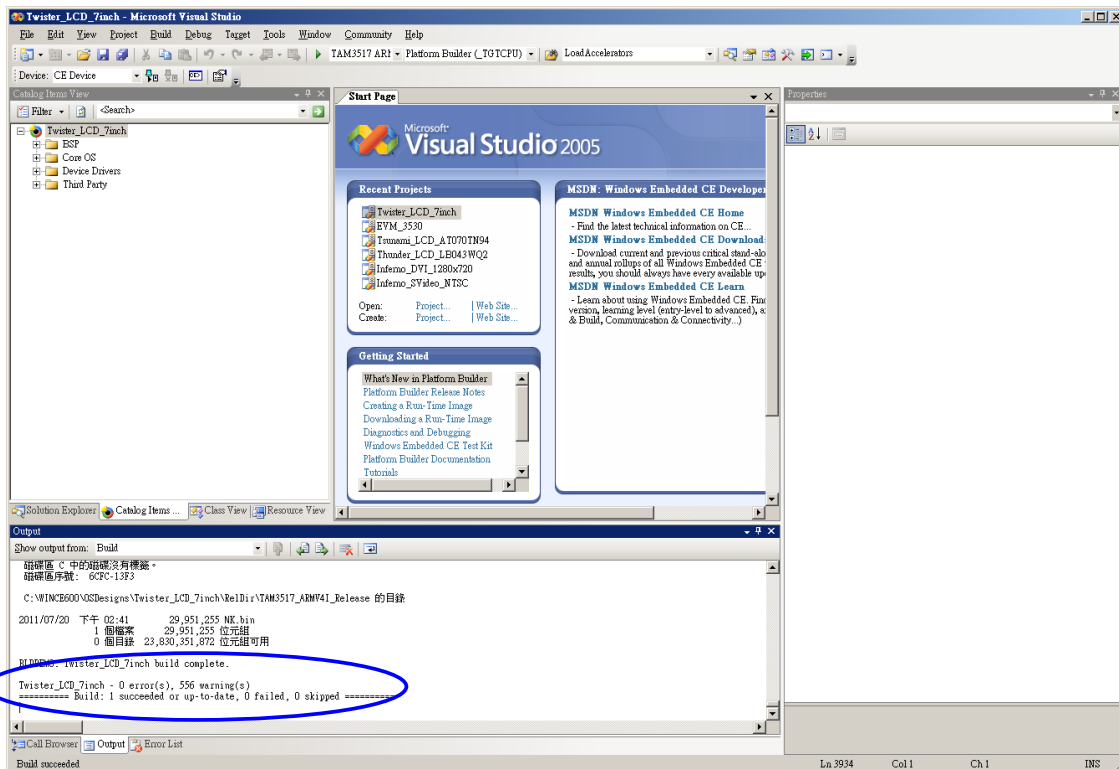 Twister_LCD_7inch - Microsoft Visual Studio
File Edit View Project Build Debug Target Tools Window Community Help
TAM3517 ARM Platform Builder (_TGTCPU) LoadAccelerators
Device: CE Device
Catalog Items View
Filter <Search>
Twister_LCD_7inch
BSP
Core OS
Device Drivers
Third Party
Solution Explorer Catalog Items ... Class View Resource View
Start Page
Microsoft
Visual Studio 2005
Recent Projects
Twister_LCD_7inch
EVM_3530
Tsunami_LCD_AT070TN94
Thunder_LCD_LB043WQ2
Inferno_DVI_1280x720
Inferno_SVideo_NTSC
Open: Project... | Web Site...
Create: Project... | Web Site...
Getting Started
What's New in Platform Builder
Platform Builder Release Notes
Creating a Run-Time Image
Downloading a Run-Time Image
Diagnostics and Debugging
Windows Embedded CE Test Kit
Platform Builder Documentation
Tutorials
MSDN: Windows Embedded CE Developer
MSDN Windows Embedded CE Home
- Find the latest technical information on CE...
MSDN Windows Embedded CE Download
- Download current and previous critical stand-alo
and annual rollups of all Windows Embedded CE
results, you should always have every available up
MSDN Windows Embedded CE Learn
- Learn about using Windows Embedded CE. Find
version, learning level (entry-level to advanced), a
& Build, Communication & Connectivity...)
Properties
Output
Show output from: Build
磁碟區 C 中的磁碟沒有標籤。
磁碟區序號: 6CFC-13F3
C:\WINCE600\OSDesigns\Twister_LCD_7inch\RelDir\TAM3517_ARMV4I_Release 的目錄
2011/07/20 下午 02:41 29,951,255 NK.bin
1 個檔案 29,951,255 位元組
0 個目錄 23,830,351,872 位元組可用
BLDDEMO: Twister_LCD_7inch build complete.
Twister_LCD_7inch - 0 error(s), 556 warning(s)
========== Build: 1 succeeded or up-to-date, 0 failed, 0 skipped ==========
Call Browser Output Error List
Build succeeded Ln 3934 Col 1 Ch 1 INS